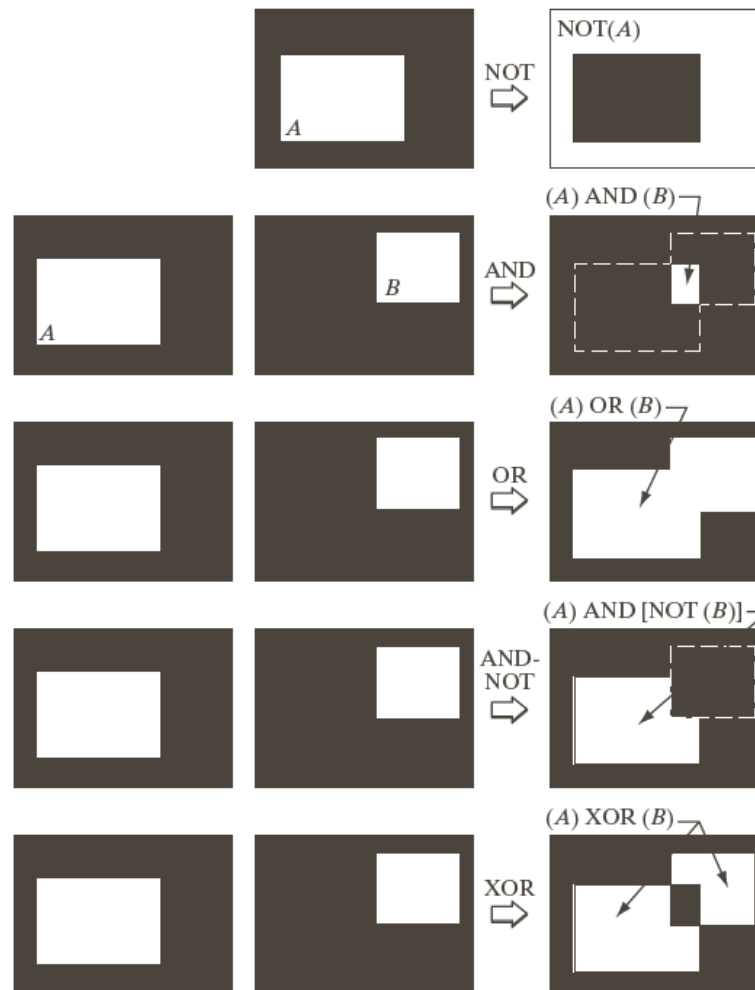 NOT(A)
NOT
A
(A) AND (B)
AND
A
B
(A) OR (B)
OR
(A) AND [NOT (B)]
AND-
NOT
(A) XOR (B)
XOR